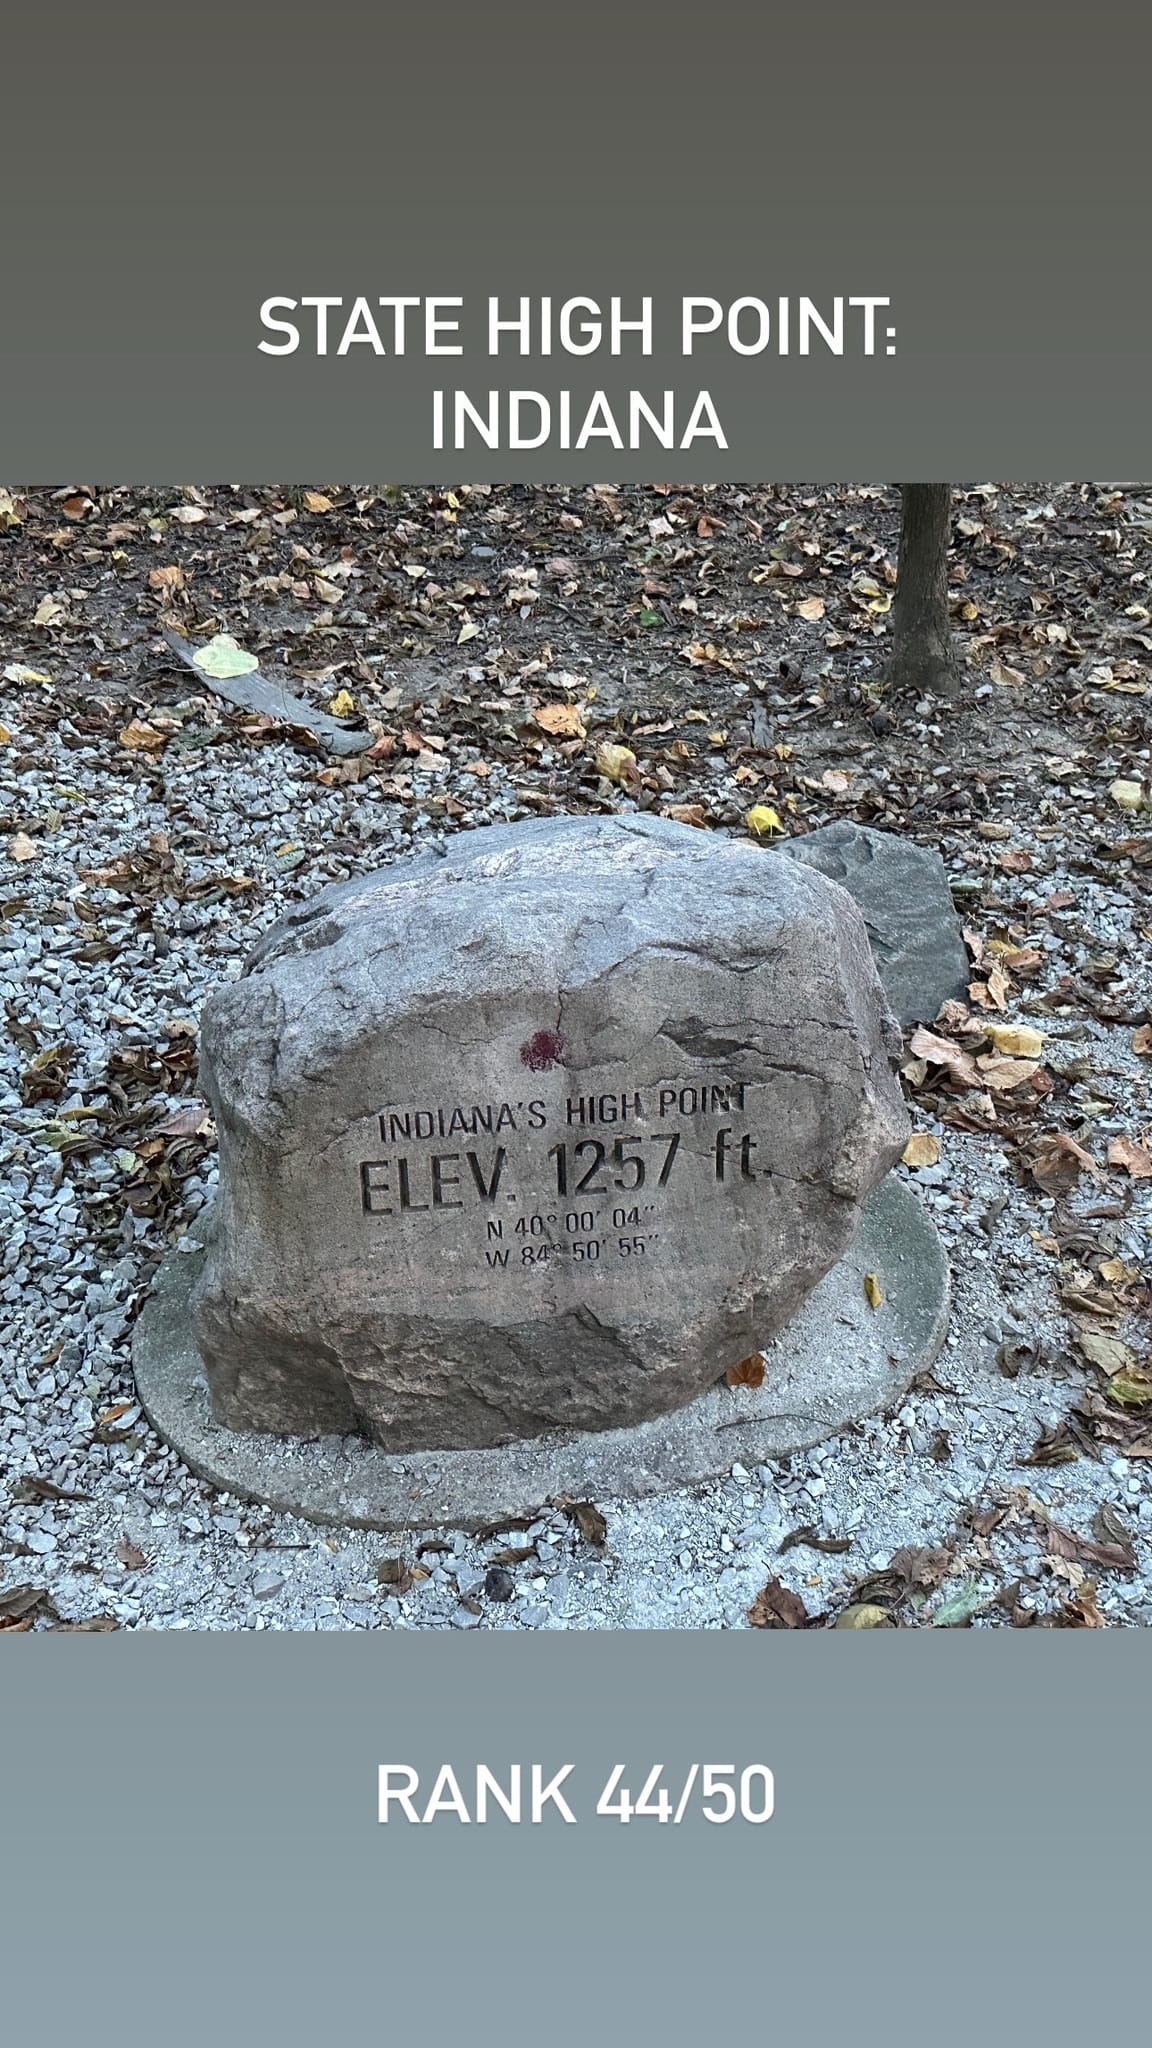 STATE HIGH POINT:
INDIANA
INDIANA'S HIGH POINT
ELEV. 1257 ft.
N 40° 00' 04"
W 84° 50' 55"
RANK 44/50